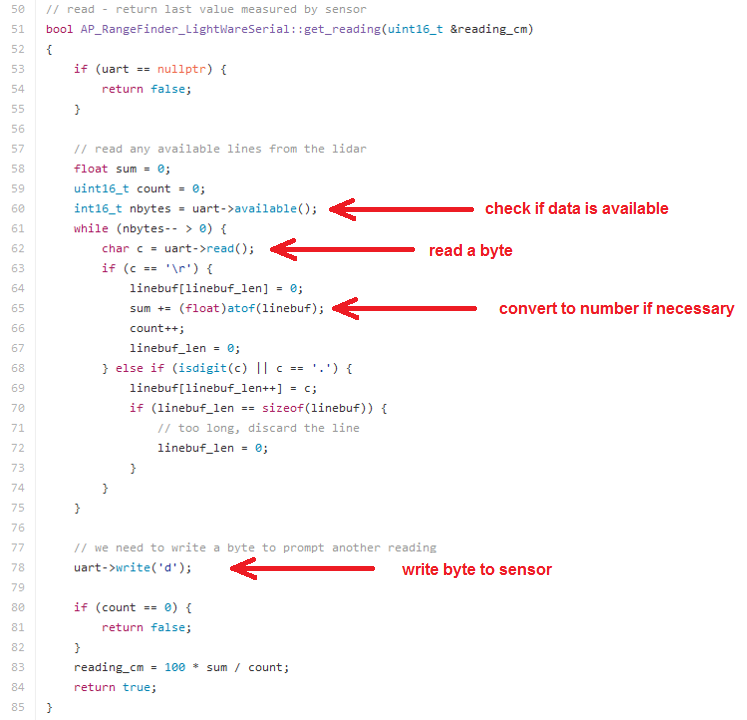 50 // read - return last value measured by sensor
51 bool AP_RangeFinder_LightWareSerial::get_reading(uint16_t &reading_cm)
52 {
53     if (uart == nullptr) {
54         return false;
55     }
56
57     // read any available lines from the lidar
58     float sum = 0;
59     uint16_t count = 0;
60     int16_t nbytes = uart->available(); check if data is available
61     while (nbytes-- > 0) {
62         char c = uart->read(); read a byte
63         if (c == '\r') {
64             linebuf[linebuf_len] = 0;
65             sum += (float)atof(linebuf); convert to number if necessary
66             count++;
67             linebuf_len = 0;
68         } else if (isdigit(c) || c == '.') {
69             linebuf[linebuf_len++] = c;
70             if (linebuf_len == sizeof(linebuf)) {
71                 // too long, discard the line
72                 linebuf_len = 0;
73             }
74         }
75     }
76
77     // we need to write a byte to prompt another reading
78     uart->write('d'); write byte to sensor
79
80     if (count == 0) {
81         return false;
82     }
83     reading_cm = 100 * sum / count;
84     return true;
85 }